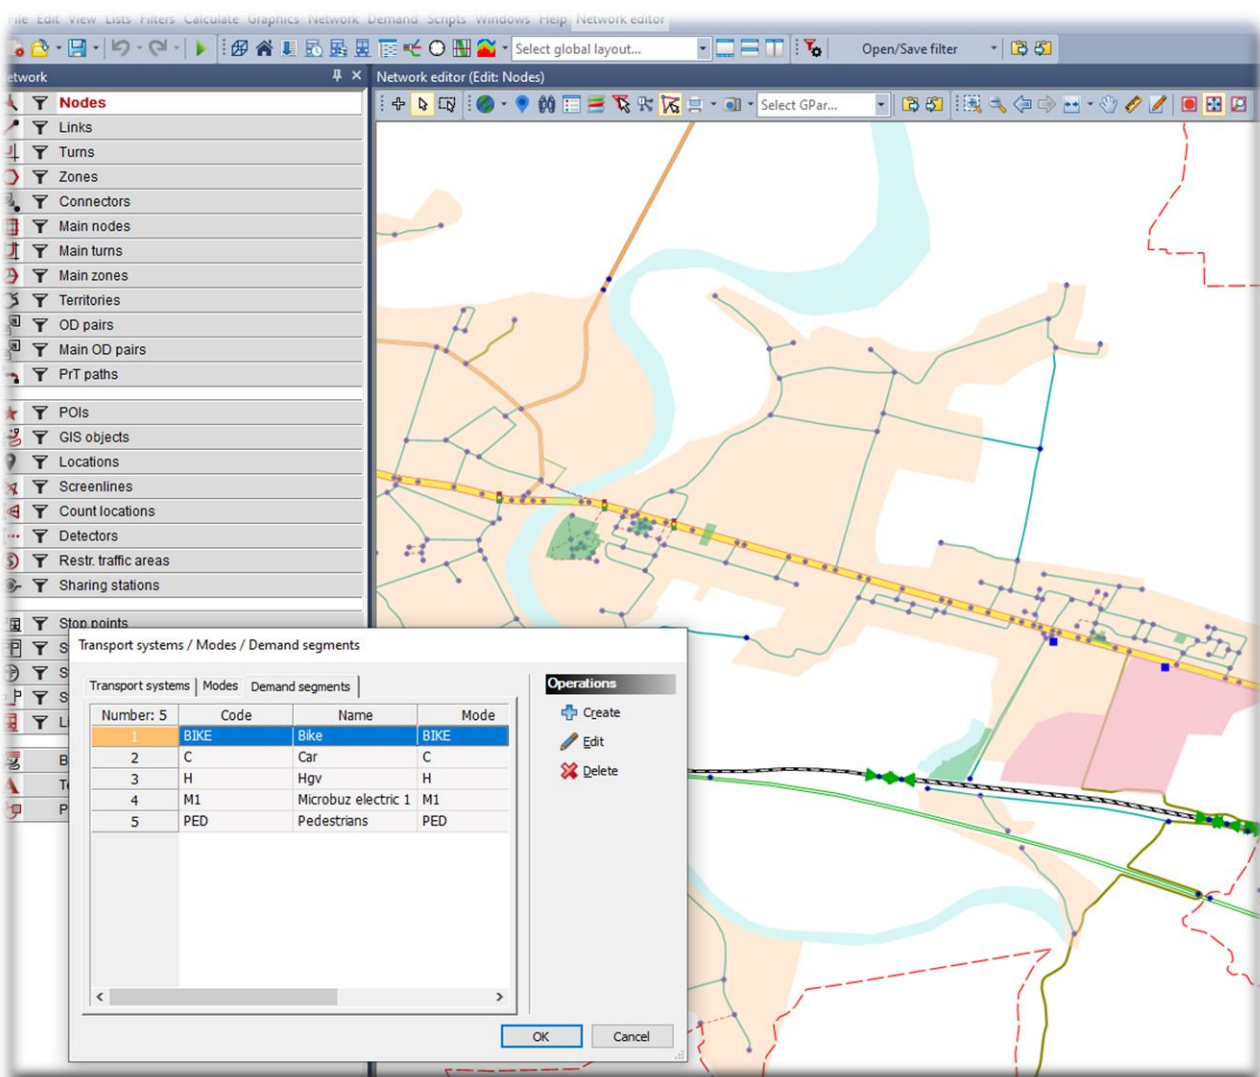 File Edit View Lists Filters Calculate Graphics Network Demand Scripts Windows Help Network editor
Select global layout...
Open/Save filter
Network
Network editor (Edit: Nodes)
Select GPar...
Nodes
Links
Turns
Zones
Connectors
Main nodes
Main turns
Main zones
Territories
OD pairs
Main OD pairs
PrT paths
POIs
GIS objects
Locations
Screenlines
Count locations
Detectors
Restr. traffic areas
Sharing stations
Stop points
Transport systems / Modes / Demand segments
Transport systems Modes Demand segments
Number: 5 Code Name Mode
1 BIKE Bike BIKE
2 C Car C
3 H Hgv H
4 M1 Microbuz electric 1 M1
5 PED Pedestrians PED
Operations
Create
Edit
Delete
OK Cancel